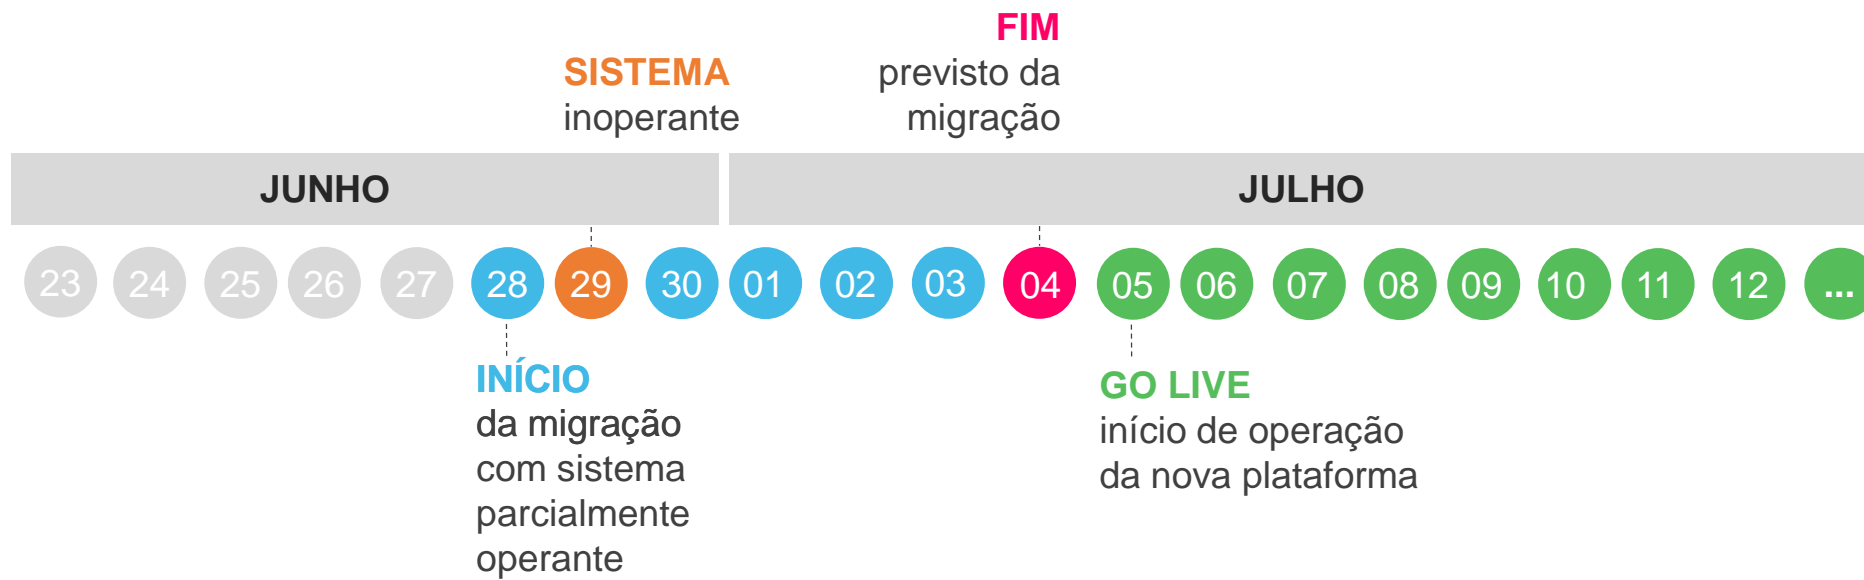 FIM
SISTEMA
previsto da
inoperante
migração
JUNHO
JULHO
23 24 25 26 27 28 29 30 01 02 03 04 05 06 07 08 09 10 11 12 ...
INÍCIO
da migração
com sistema
parcialmente
operante
GO LIVE
início de operação
da nova plataforma